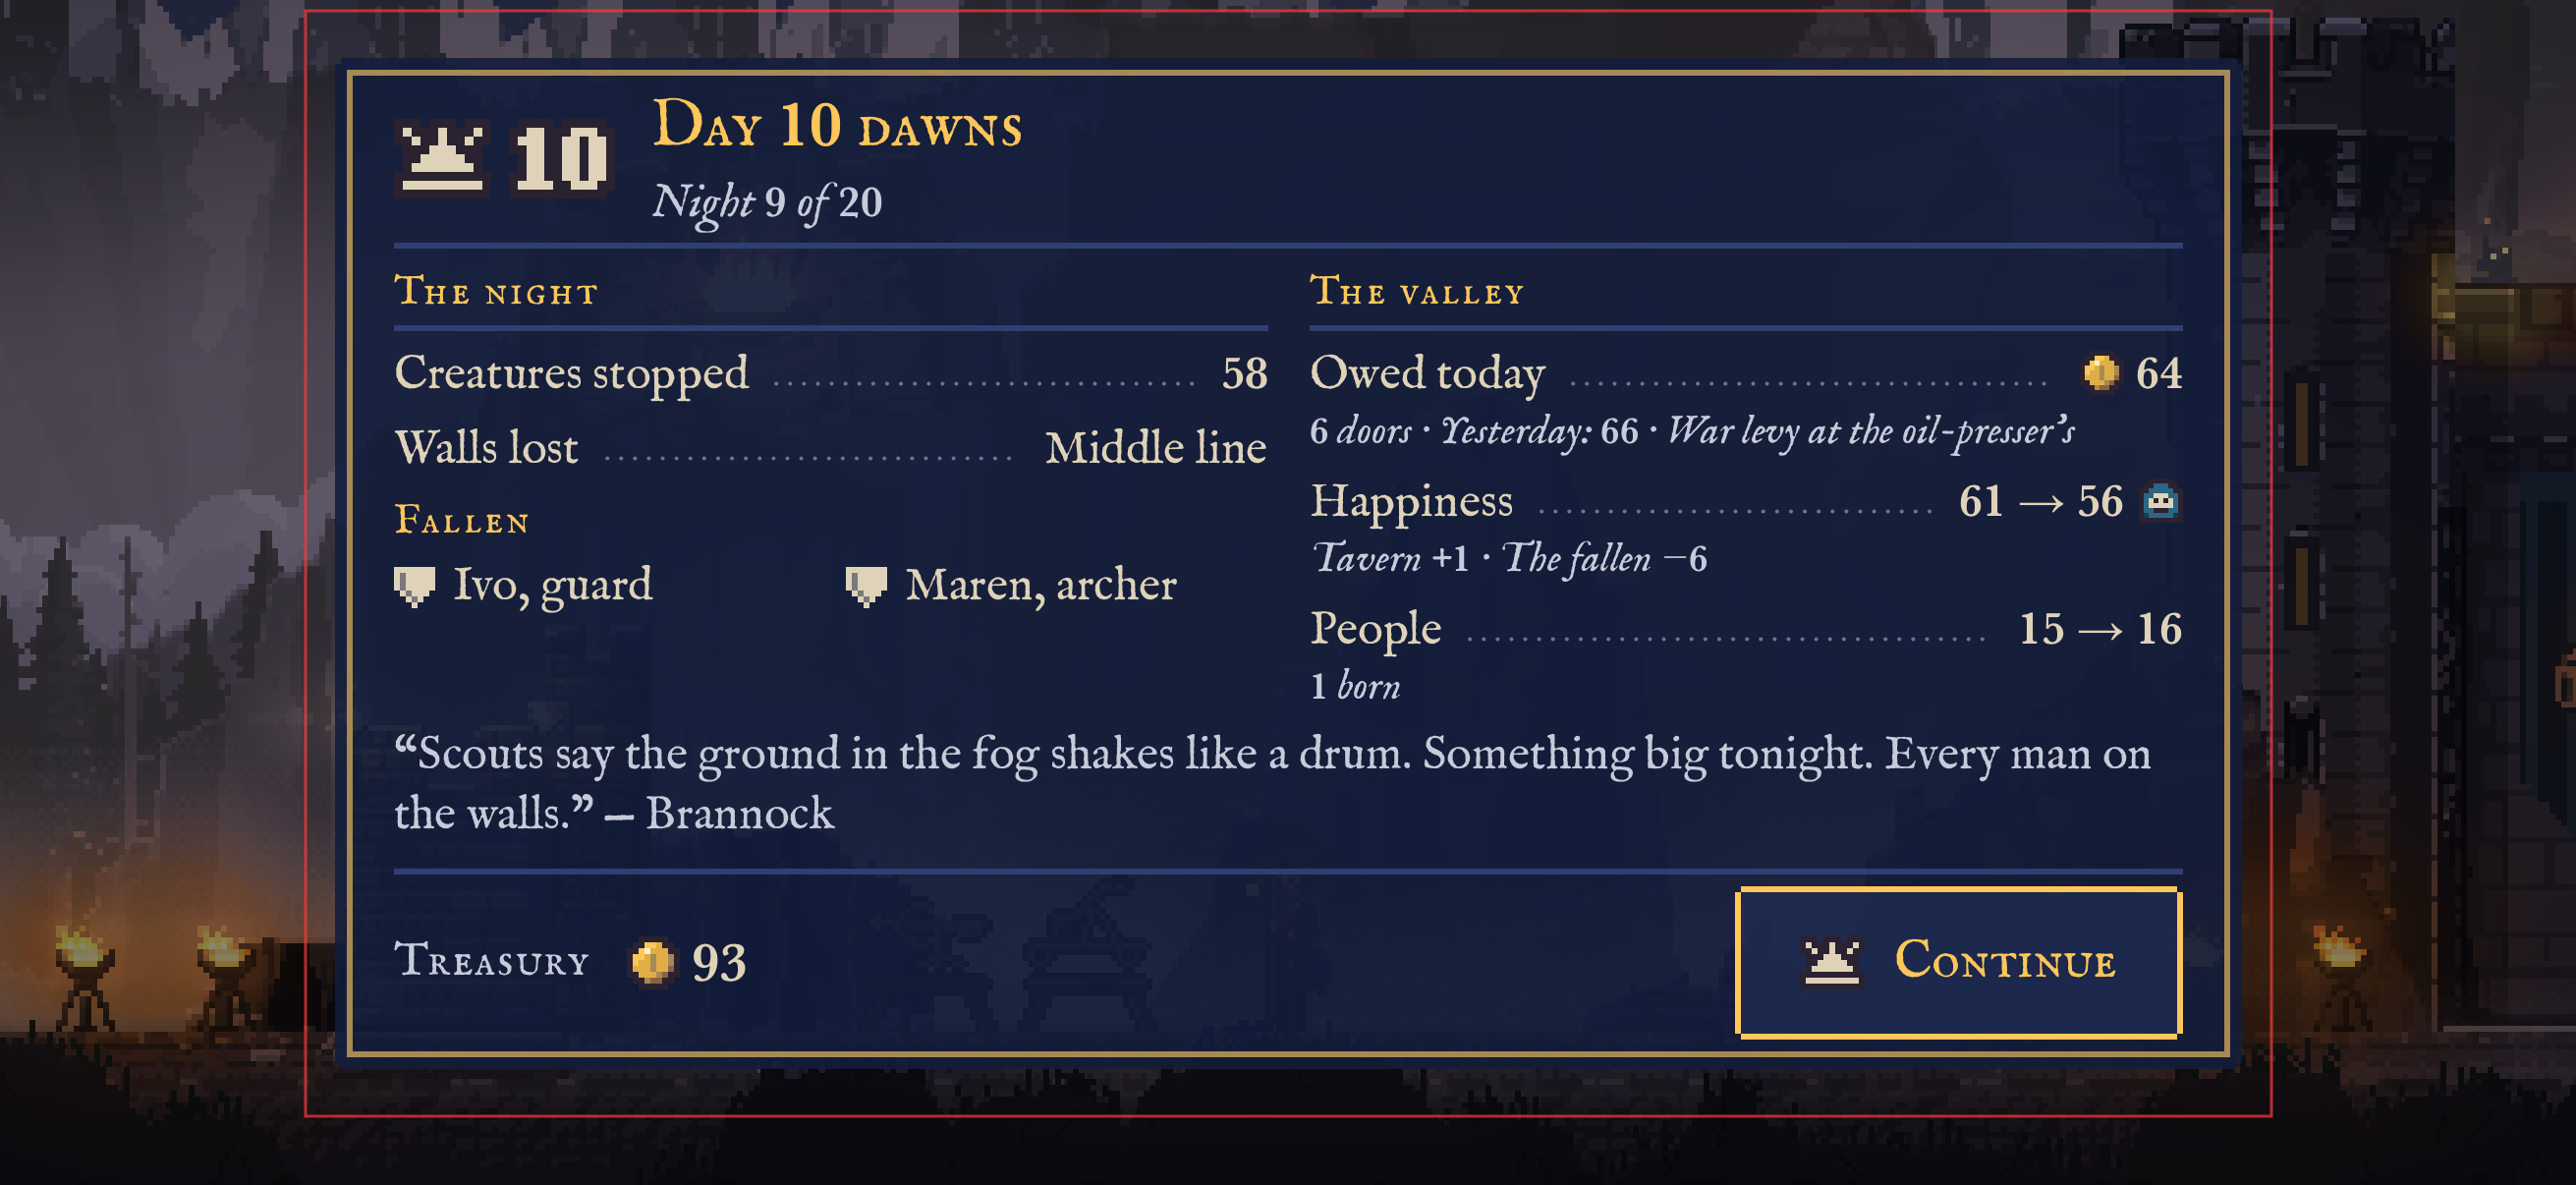 10
Day 10 dawns
Night 9 of 20
The night
Creatures stopped 58
Walls lost Middle line
Fallen
Ivo, guard
Maren, archer
The valley
Owed today 64
6 doors · Yesterday: 66 · War levy at the oil-presser’s
Happiness 61 → 56
Tavern +1 · The fallen −6
People 15 → 16
1 born
“Scouts say the ground in the fog shakes like a drum. Something big tonight. Every man on
the walls.” — Brannock
Treasury 93
Continue